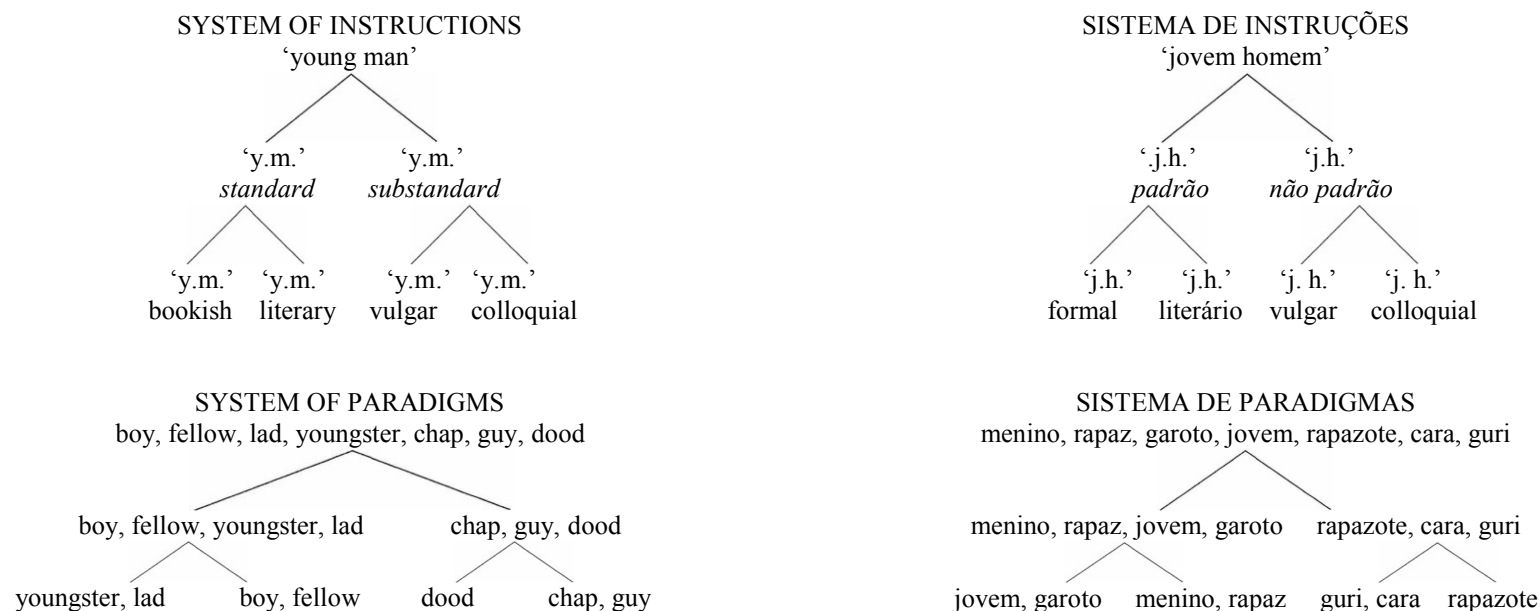 SYSTEM OF INSTRUCTIONS
‘young man’
‘y.m.’ ‘y.m.’
standard substandard
‘y.m.’ ‘y.m.’ ‘y.m.’ ‘y.m.’
bookish literary vulgar colloquial
SYSTEM OF PARADIGMS
boy, fellow, lad, youngster, chap, guy, dood
boy, fellow, youngster, lad chap, guy, dood
youngster, lad boy, fellow dood chap, guy
SISTEMA DE INSTRUÇÕES
‘jovem homem’
‘.j.h.’ ‘j.h.’
padrão não padrão
‘j.h.’ ‘j.h.’ ‘j. h.’ ‘j. h.’
formal literário vulgar colloquial
SISTEMA DE PARADIGMAS
menino, rapaz, garoto, jovem, rapazote, cara, guri
menino, rapaz, jovem, garoto rapazote, cara, guri
jovem, garoto menino, rapaz guri, cara rapazote